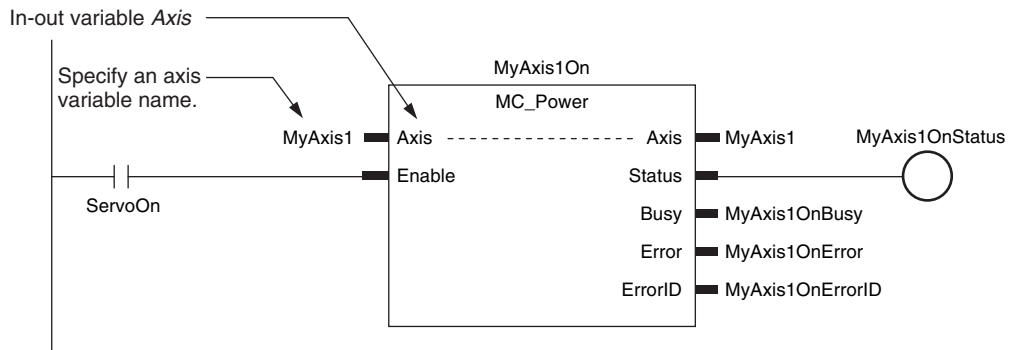 In-out variable Axis
Specify an axis
variable name.
MyAxis1On
MC_Power
MyAxis1 Axis Axis MyAxis1
MyAxis1OnStatus
Enable Status
ServoOn
Busy MyAxis1OnBusy
Error MyAxis1OnError
ErrorID MyAxis1OnErrorID